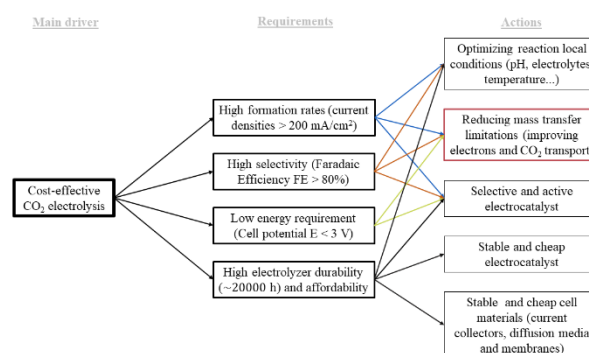 Main driver
Requirements
Actions
Cost-effective
CO₂ electrolysis
High formation rates (current
densities > 200 mA/cm²)
High selectivity (Faradaic
Efficiency FE > 80%)
Low energy requirement
(Cell potential E < 3 V)
High electrolyzer durability
(~20000 h) and affordability
Optimizing reaction local
conditions (pH, electrolytes
temperature...)
Reducing mass transfer
limitations (improving
electrons and CO₂ transport
Selective and active
electrocatalyst
Stable and cheap
electrocatalyst
Stable and cheap cell
materials (current
collectors, diffusion media
and membranes)